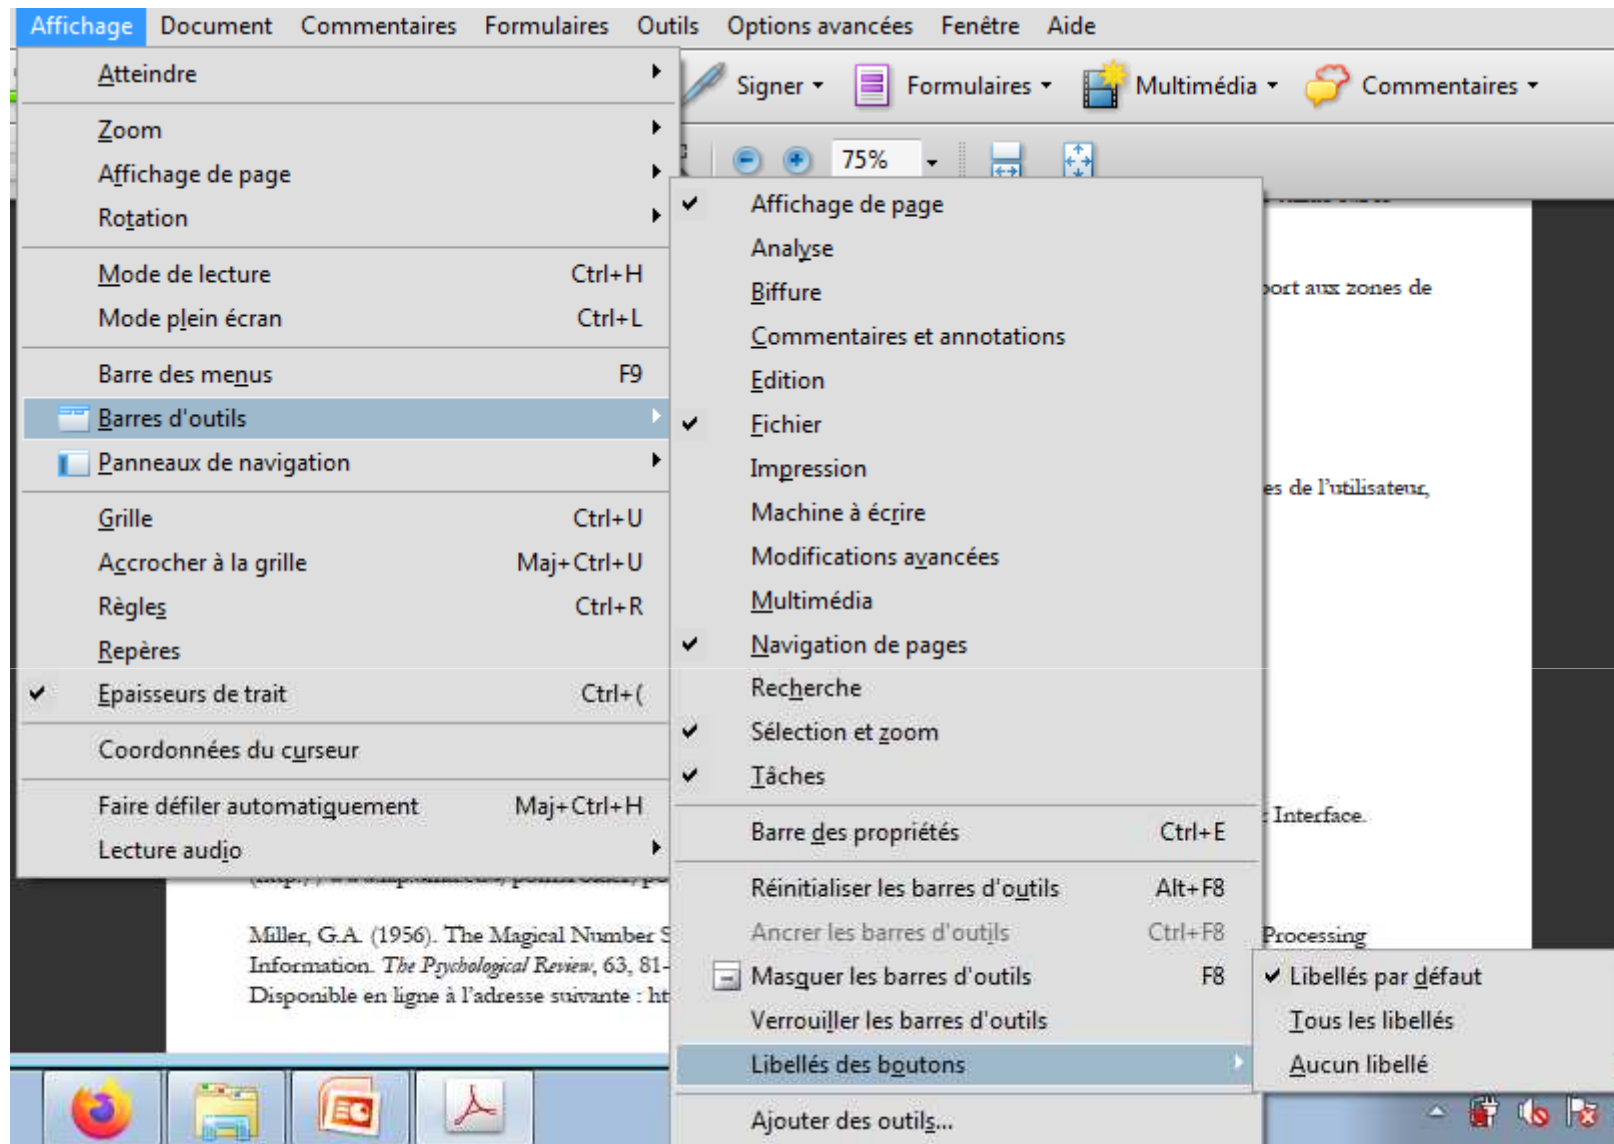 Affichage Document Commentaires Formulaires Outils Options avancées Fenêtre Aide
Signer Formulaires Multimédia Commentaires
75%
Atteindre
Zoom
Affichage de page
Rotation
Mode de lecture Ctrl+H
Mode plein écran Ctrl+L
Barre des menus F9
Barres d'outils
Panneaux de navigation
Grille Ctrl+U
Accrocher à la grille Maj+Ctrl+U
Règles Ctrl+R
Repères
Epaisseurs de trait Ctrl+(
Coordonnées du curseur
Faire défiler automatiquement Maj+Ctrl+H
Lecture audio
Affichage de page
Analyse
Biffure
Commentaires et annotations
Edition
Fichier
Impression
Machine à écrire
Modifications avancées
Multimédia
Navigation de pages
Recherche
Sélection et zoom
Tâches
Barre des propriétés Ctrl+E
Réinitialiser les barres d'outils Alt+F8
Ancrer les barres d'outils Ctrl+F8
Masquer les barres d'outils F8
Verrouiller les barres d'outils
Libellés des boutons
Ajouter des outils...
Libellés par défaut
Tous les libellés
Aucun libellé
aux zones de
de l'utilisateur,
Interface.
Miller, G.A. (1956). The Magical Number S
Processing
Information. The Psychological Review, 63, 81-
Disponible en ligne à l'adresse suivante : ht